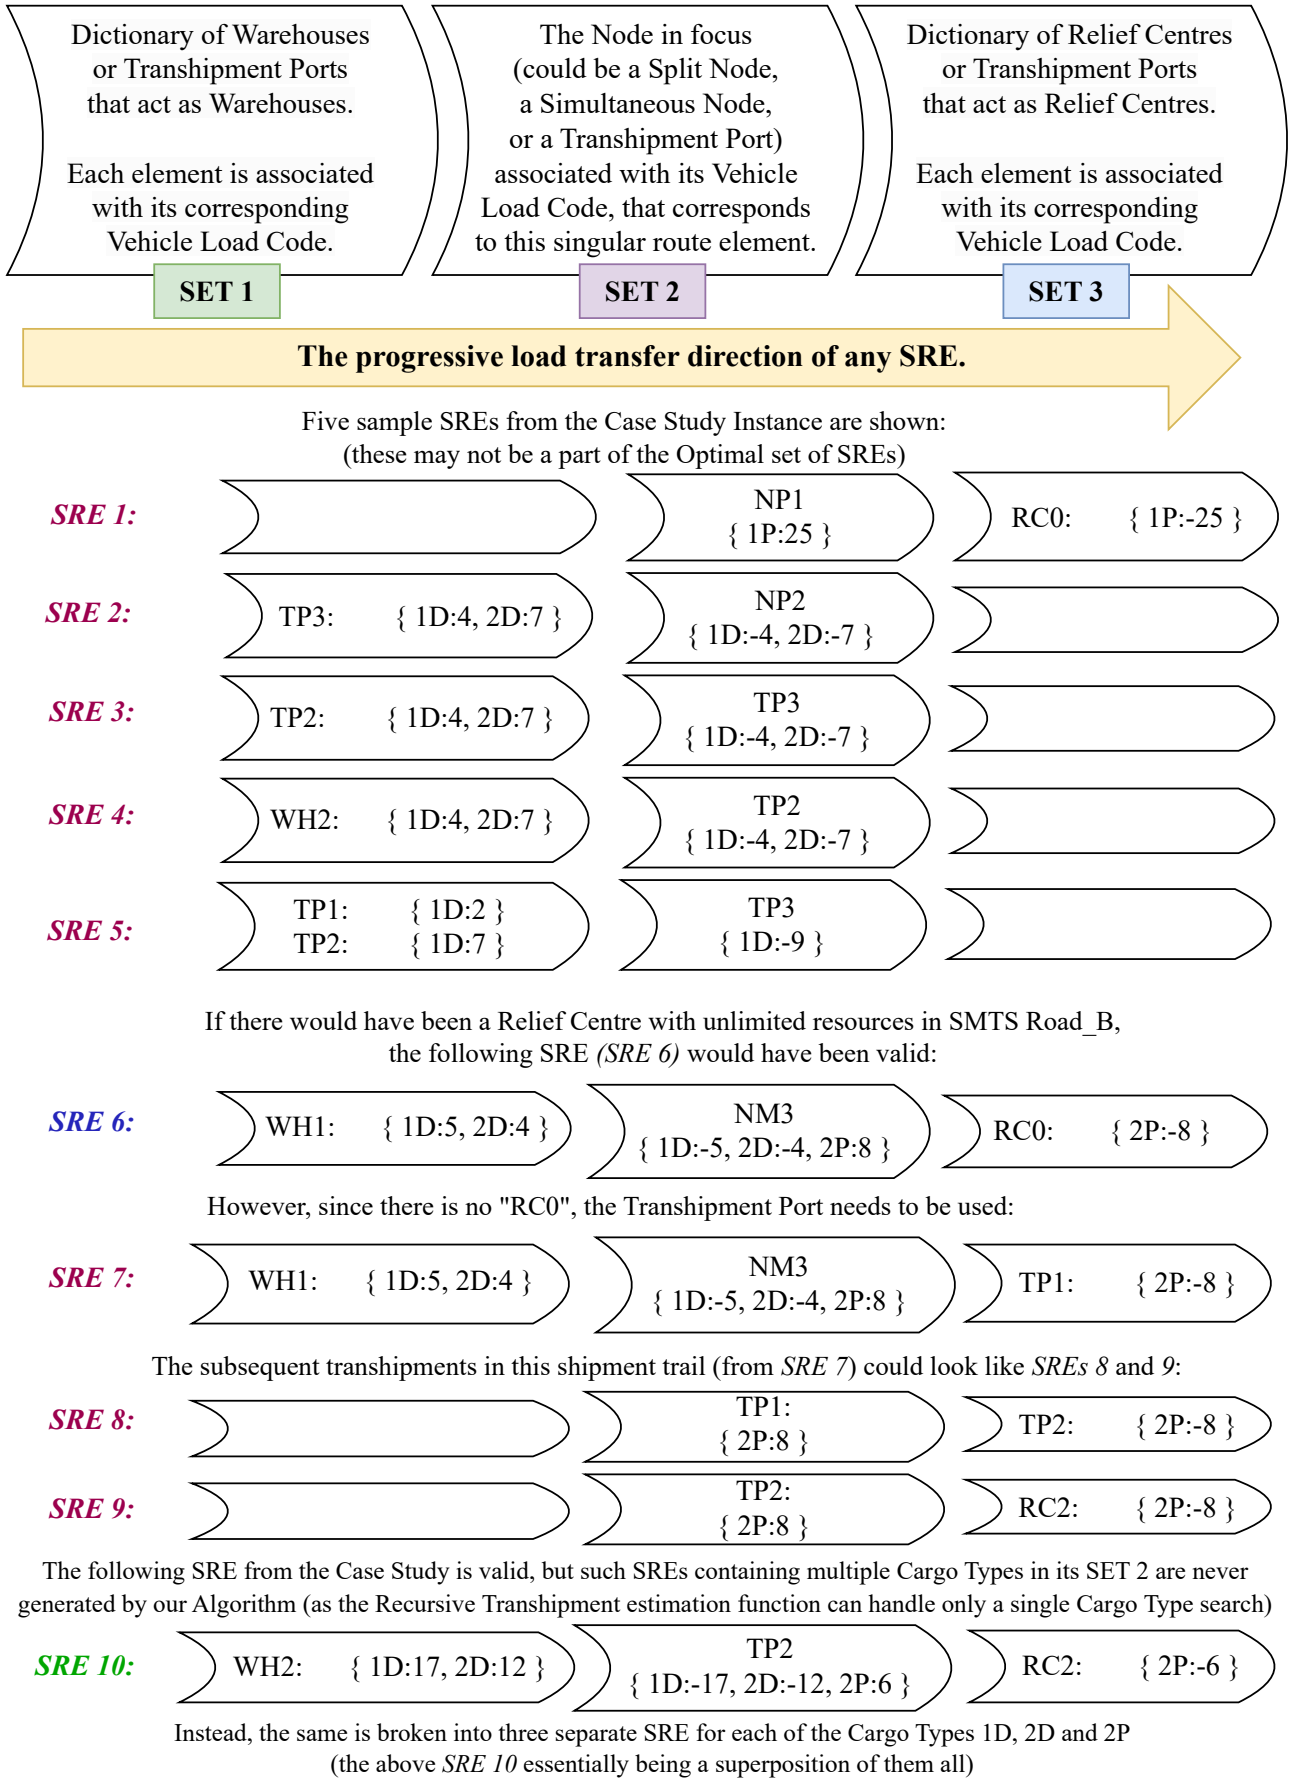 Dictionary of Warehouses
or Transhipment Ports
that act as Warehouses.
Each element is associated
with its corresponding
Vehicle Load Code.
SET 1
The Node in focus
(could be a Split Node,
a Simultaneous Node,
or a Transhipment Port)
associated with its Vehicle
Load Code, that corresponds
to this singular route element.
SET 2
Dictionary of Relief Centres
or Transhipment Ports
that act as Relief Centres.
Each element is associated
with its corresponding
Vehicle Load Code.
SET 3
The progressive load transfer direction of any SRE.
Five sample SREs from the Case Study Instance are shown:
(these may not be a part of the Optimal set of SREs)
SRE 1:
NP1
{ 1P:25 }
RC0: { 1P:-25 }
SRE 2:
TP3: { 1D:4, 2D:7 }
NP2
{ 1D:-4, 2D:-7 }
SRE 3:
TP2: { 1D:4, 2D:7 }
TP3
{ 1D:-4, 2D:-7 }
SRE 4:
WH2: { 1D:4, 2D:7 }
TP2
{ 1D:-4, 2D:-7 }
SRE 5:
TP1: { 1D:2 }
TP2: { 1D:7 }
TP3
{ 1D:-9 }
If there would have been a Relief Centre with unlimited resources in SMTS Road_B,
the following SRE (SRE 6) would have been valid:
SRE 6:
WH1: { 1D:5, 2D:4 }
NM3
{ 1D:-5, 2D:-4, 2P:8 }
RC0: { 2P:-8 }
However, since there is no "RC0", the Transhipment Port needs to be used:
SRE 7:
WH1: { 1D:5, 2D:4 }
NM3
{ 1D:-5, 2D:-4, 2P:8 }
TP1: { 2P:-8 }
The subsequent transhipments in this shipment trail (from SRE 7) could look like SREs 8 and 9:
SRE 8:
TP1:
{ 2P:8 }
TP2: { 2P:-8 }
SRE 9:
TP2:
{ 2P:8 }
RC2: { 2P:-8 }
The following SRE from the Case Study is valid, but such SREs containing multiple Cargo Types in its SET 2 are never
generated by our Algorithm (as the Recursive Transhipment estimation function can handle only a single Cargo Type search)
SRE 10:
WH2: { 1D:17, 2D:12 }
TP2
{ 1D:-17, 2D:-12, 2P:6 }
RC2: { 2P:-6 }
Instead, the same is broken into three separate SRE for each of the Cargo Types 1D, 2D and 2P
(the above SRE 10 essentially being a superposition of them all)